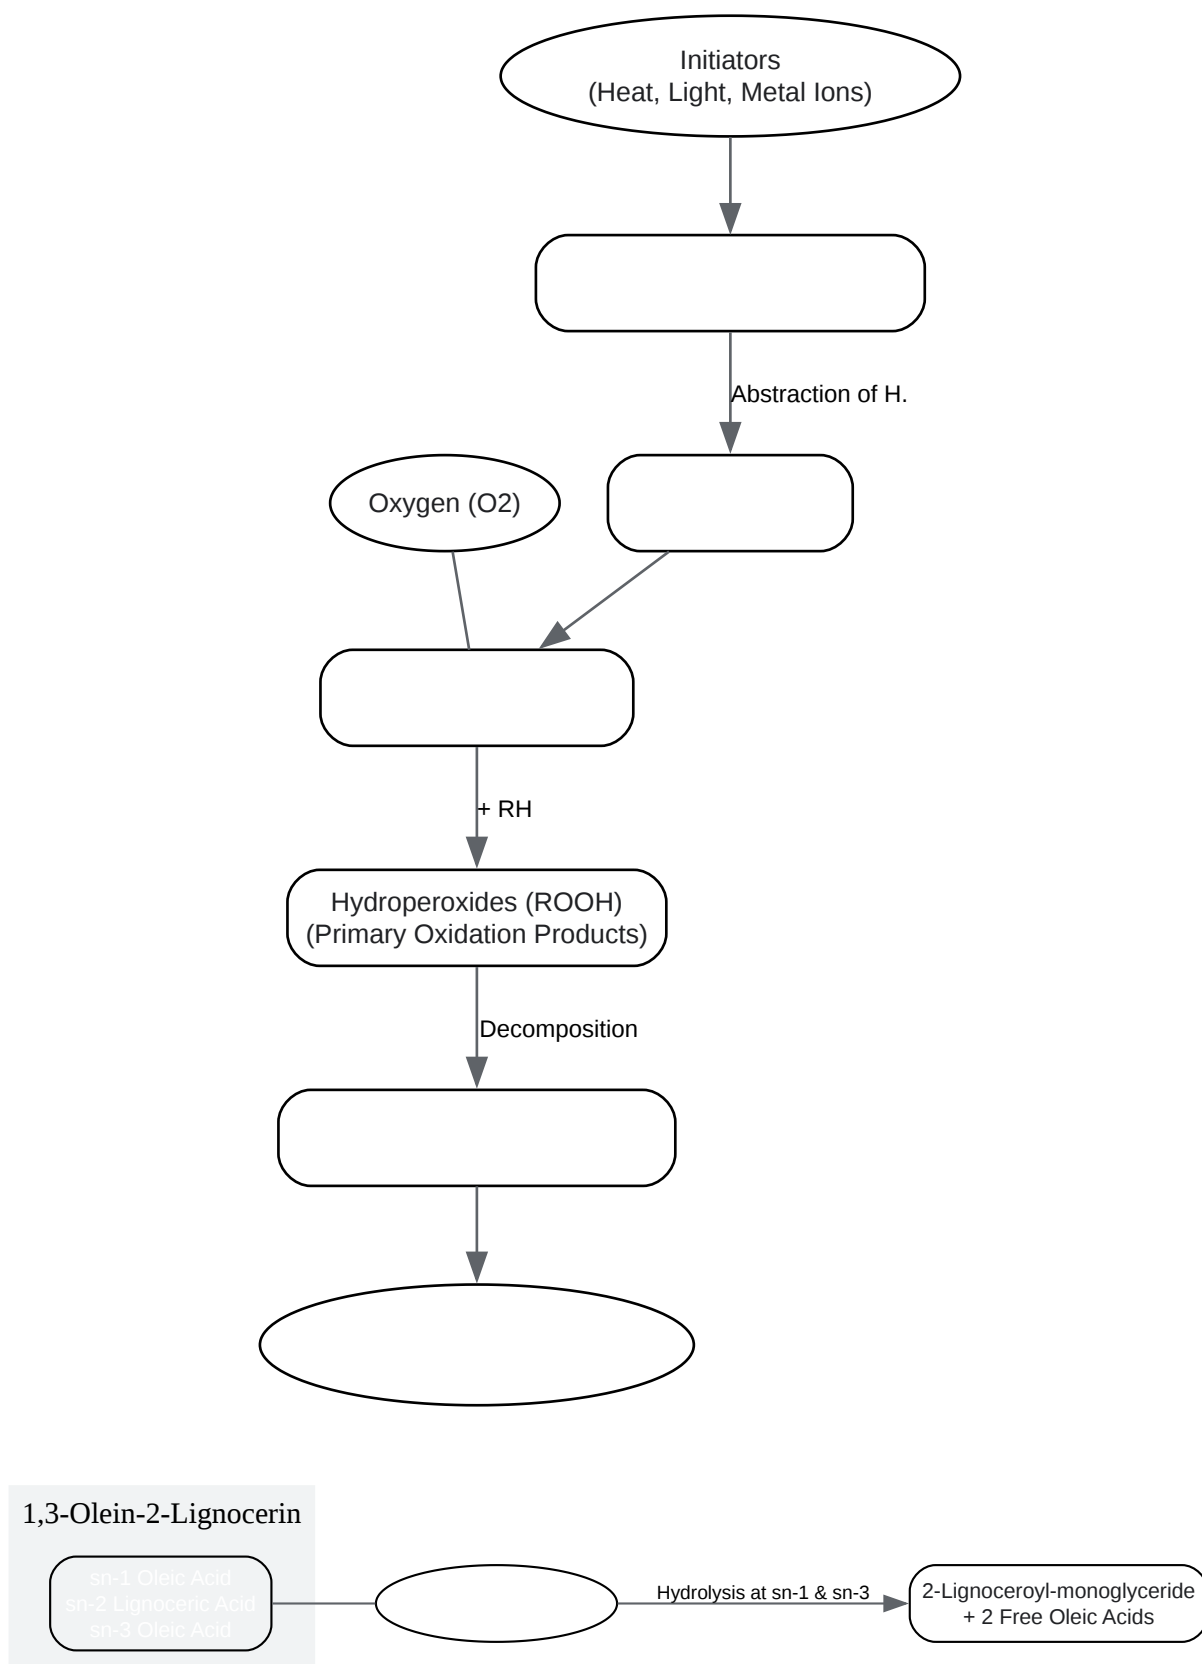 Initiators
(Heat, Light, Metal Ions)
Abstraction of H.
Oxygen (O2)
+ RH
Hydroperoxides (ROOH)
(Primary Oxidation Products)
Decomposition
1,3-Olein-2-Lignocerin
sn-1 Oleic Acid
sn-2 Lignoceric Acid
sn-3 Oleic Acid
Hydrolysis at sn-1 & sn-3
2-Lignoceroyl-monoglyceride
+ 2 Free Oleic Acids